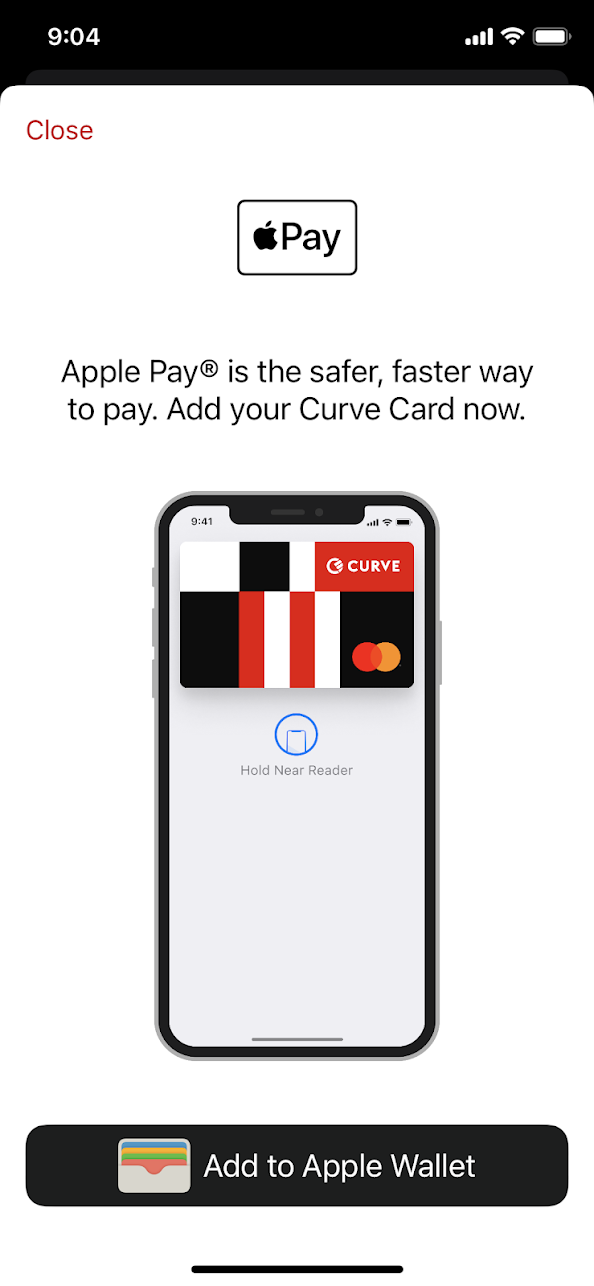 9:04
Close
Pay
Apple Pay® is the safer, faster way
to pay. Add your Curve Card now.
9:41
CURVE
Hold Near Reader
Add to Apple Wallet